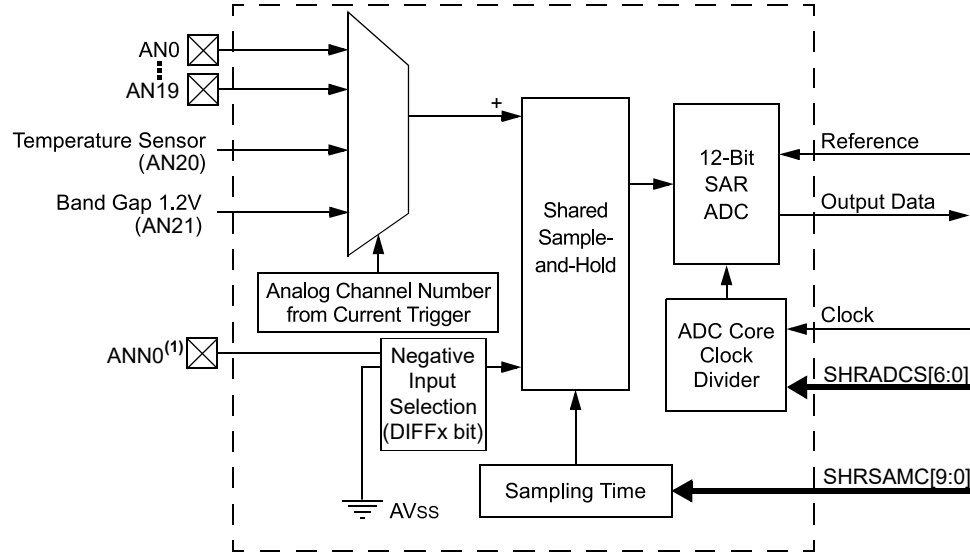 AN0
AN19
Temperature Sensor
(AN20)
Band Gap 1.2V
(AN21)
Analog Channel Number
from Current Trigger
ANN0(1)
Negative
Input
Selection
(DIFFx bit)
AVSS
+
Shared
Sample-
and-Hold
Sampling Time
12-Bit
SAR
ADC
ADC Core
Clock
Divider
Reference
Output Data
Clock
SHRADCS[6:0]
SHRSAMC[9:0]